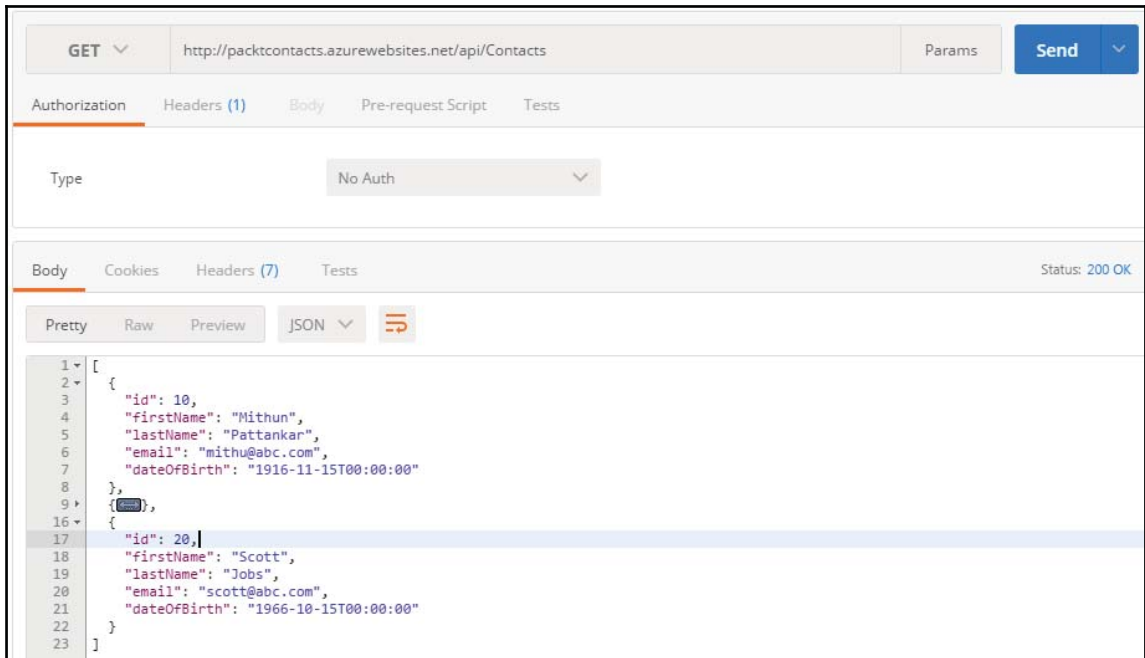 GET http://packtcontacts.azurewebsites.net/api/Contacts Params Send
Authorization Headers (1) Body Pre-request Script Tests
Type No Auth
Body Cookies Headers (7) Tests Status: 200 OK
Pretty Raw Preview JSON
1 [
2 {
3 "id": 10,
4 "firstName": "Mithun",
5 "lastName": "Pattankar",
6 "email": "mithu@abc.com",
7 "dateOfBirth": "1916-11-15T00:00:00"
8 },
9 {},
16 {
17 "id": 20,
18 "firstName": "Scott",
19 "lastName": "Jobs",
20 "email": "scott@abc.com",
21 "dateOfBirth": "1966-10-15T00:00:00"
22 }
23 ]